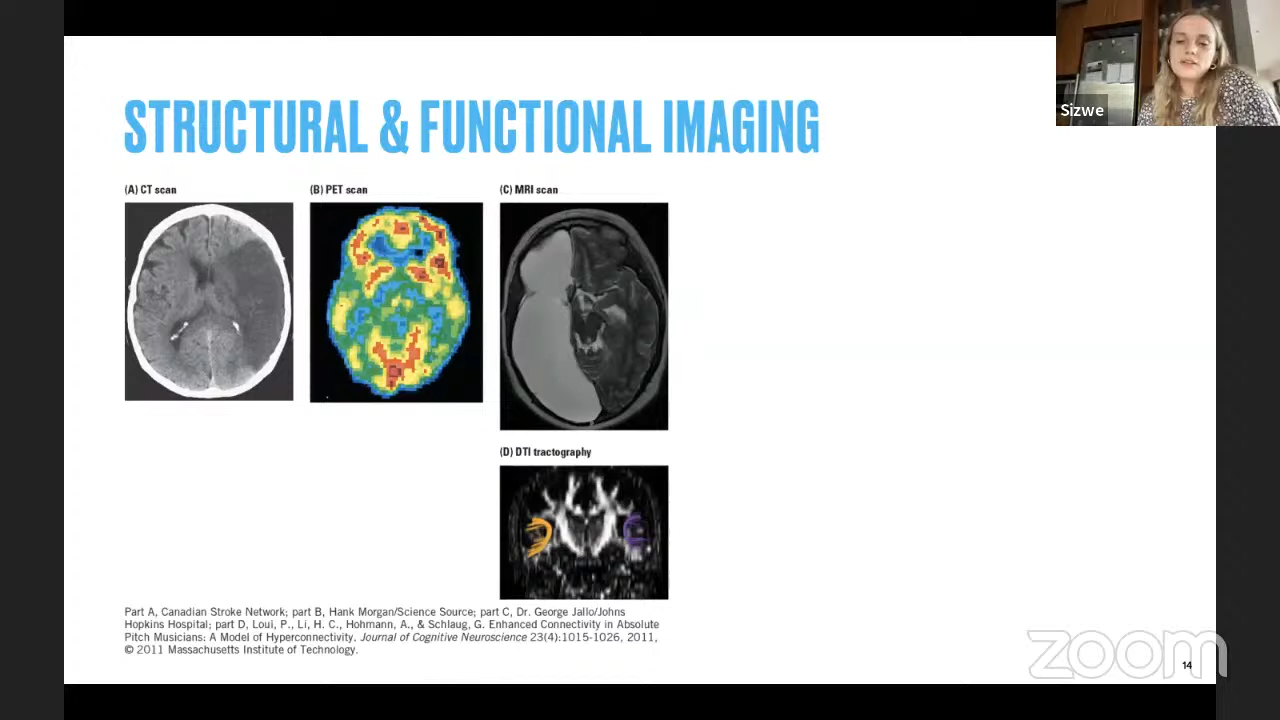 Sizwe
STRUCTURAL & FUNCTIONAL IMAGING
(A) CT scan
(B) PET scan
(C) MRI scan
(D) DTI tractography
Part A, Canadian Stroke Network; part B, Hank Morgan/Science Source; part C, Dr. George Jallo/Johns
Hopkins Hospital; part D, Loui, P., Li, H. C., Hohmann, A., & Schlaug, G. Enhanced Connectivity in Absolute
Pitch Musicians: A Model of Hyperconnectivity. Journal of Cognitive Neuroscience 23(4):1015-1026, 2011,
© 2011 Massachusetts Institute of Technology.
zoom
14